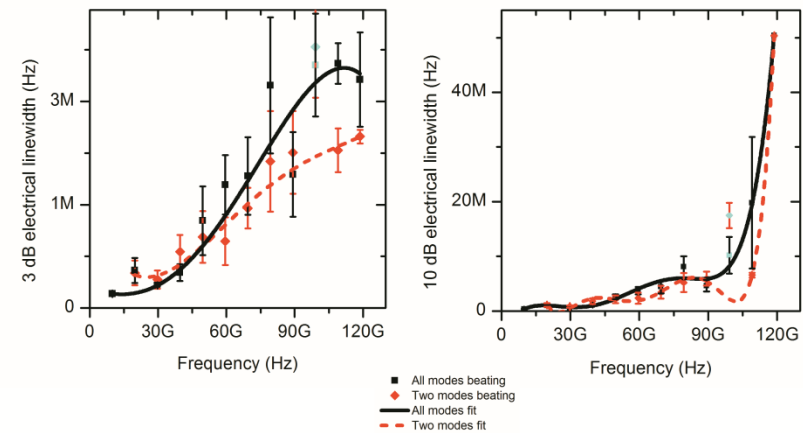 3M
1M
0
0
30G
60G
90G
120G
3 dB electrical linewidth (Hz)
Frequency (Hz)
50M
20M
0
0
30G
60G
90G
120G
10 dB electrical linewidth (Hz)
Frequency (Hz)
All modes beating
Two modes beating
All modes fit
Two modes fit